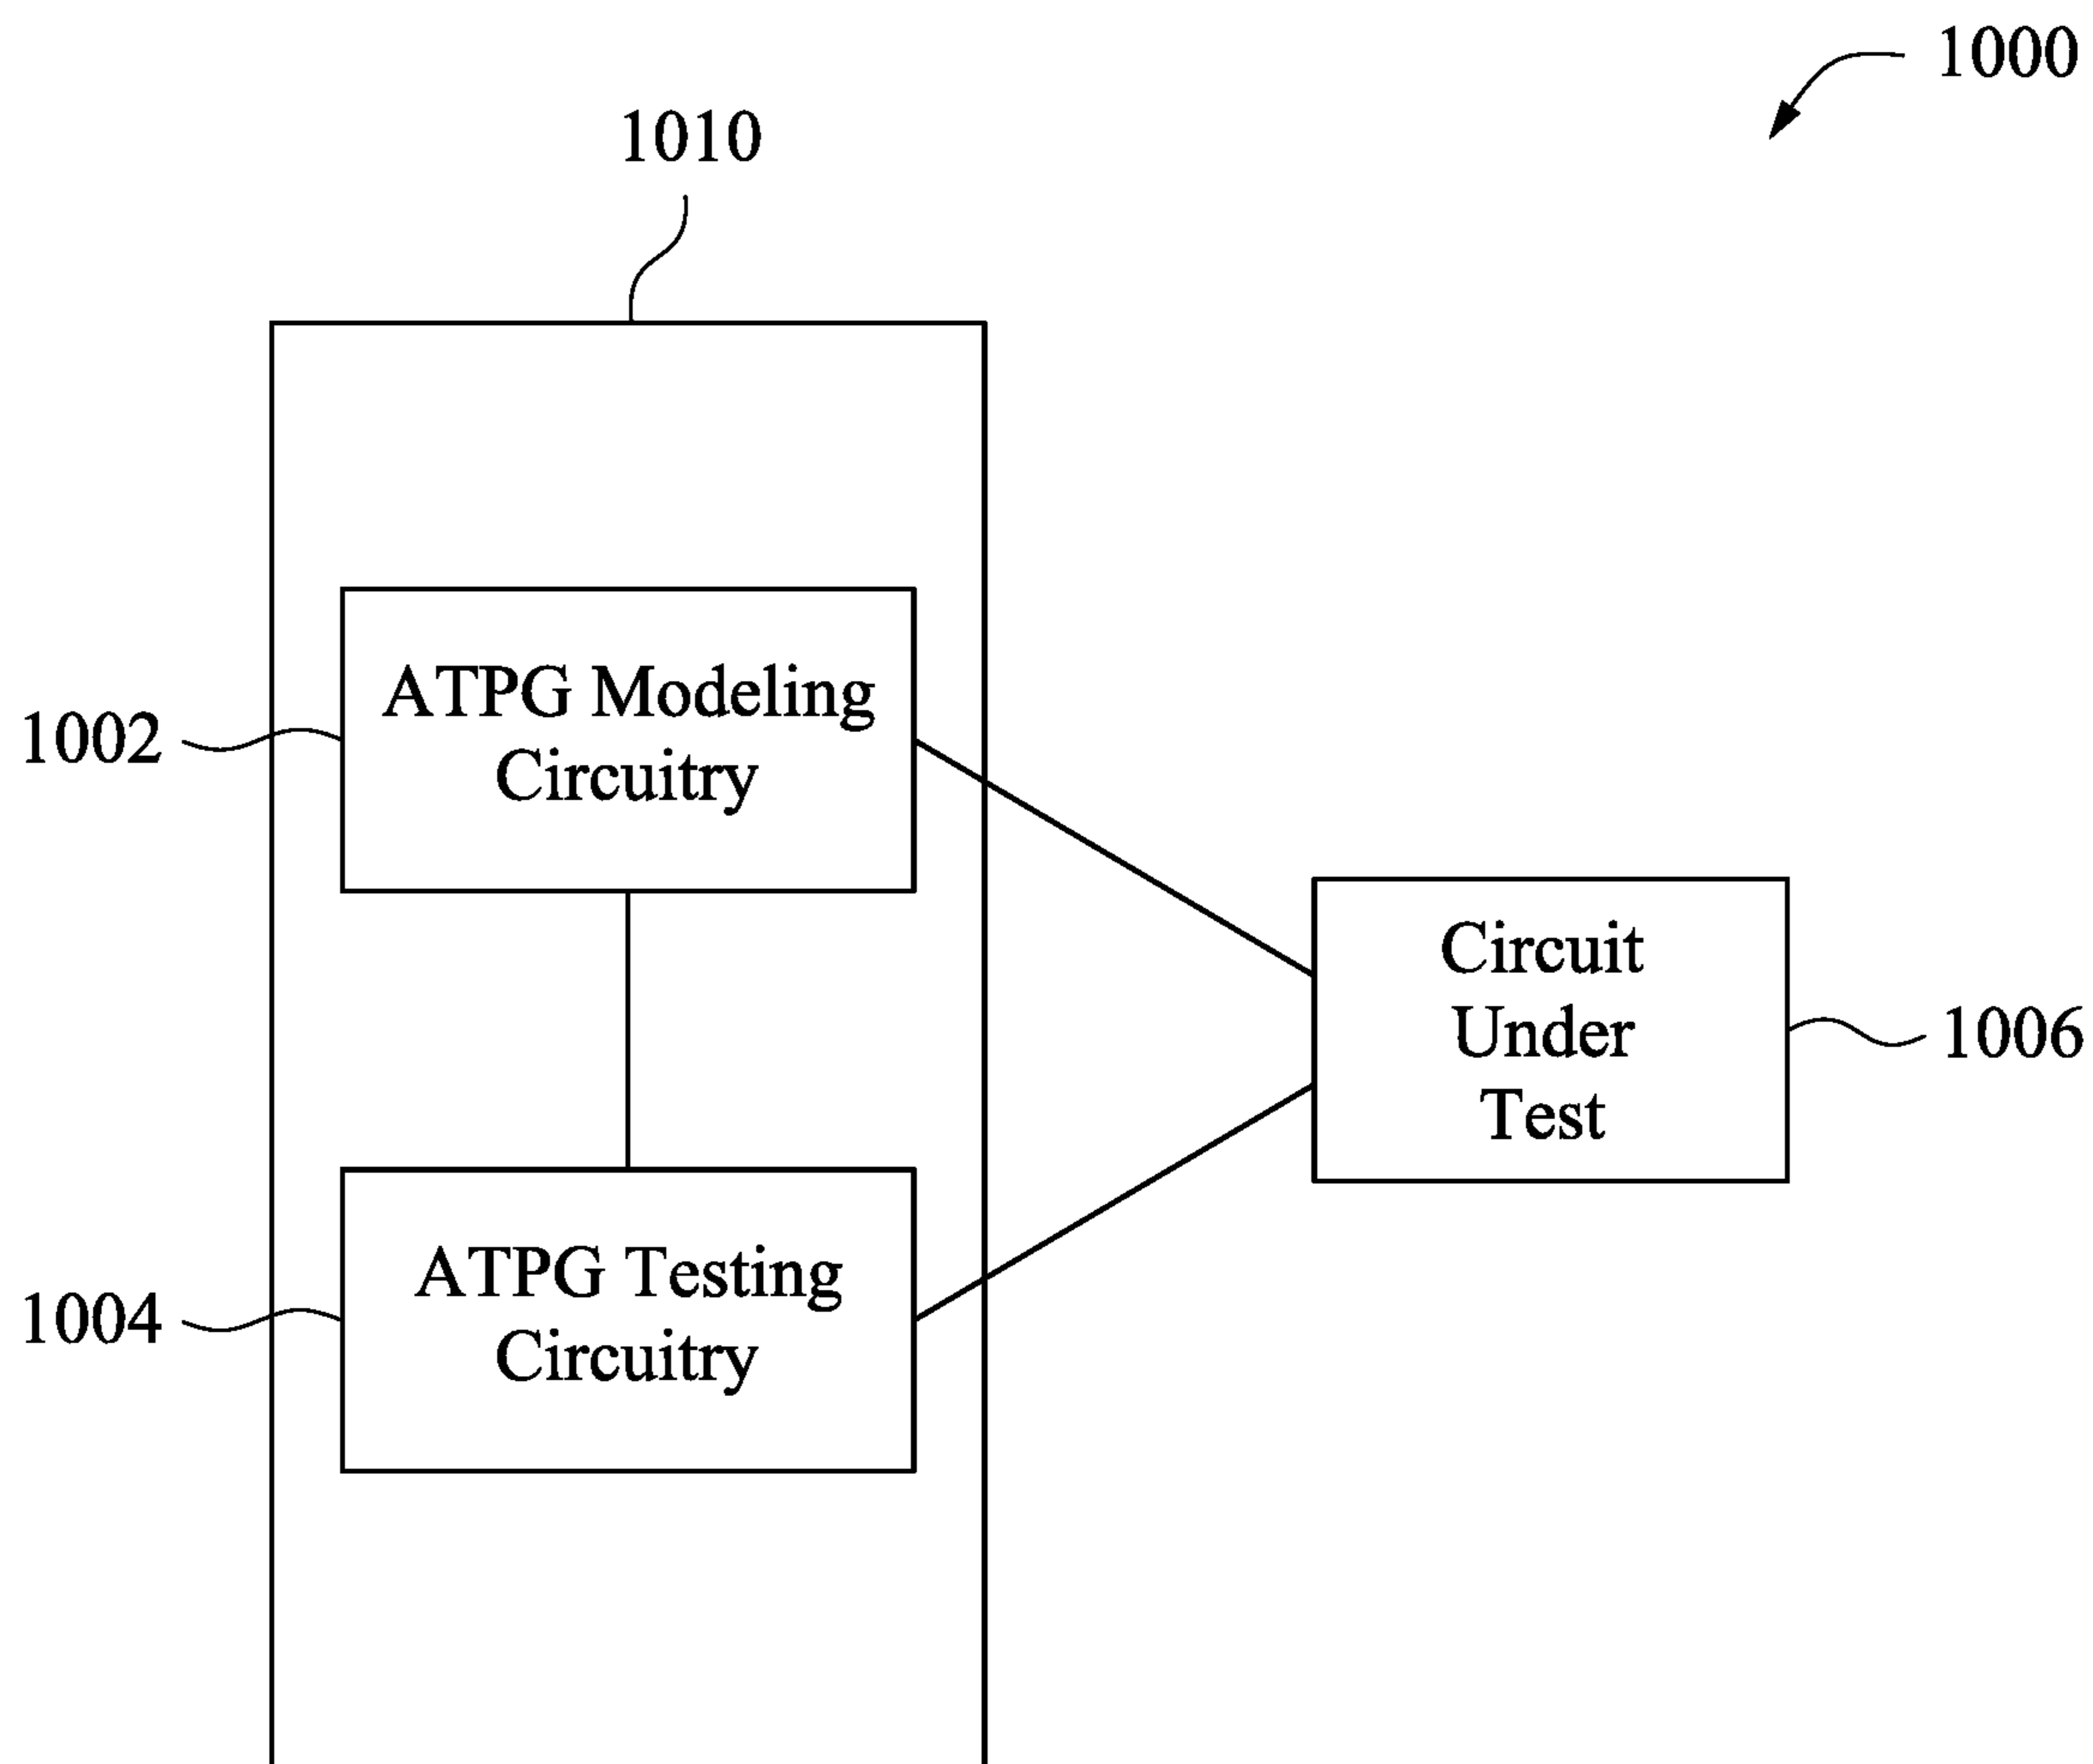 1000
1010
ATPG Modeling
Circuitry
1002
Circuit
Under
Test
1006
ATPG Testing
Circuitry
1004